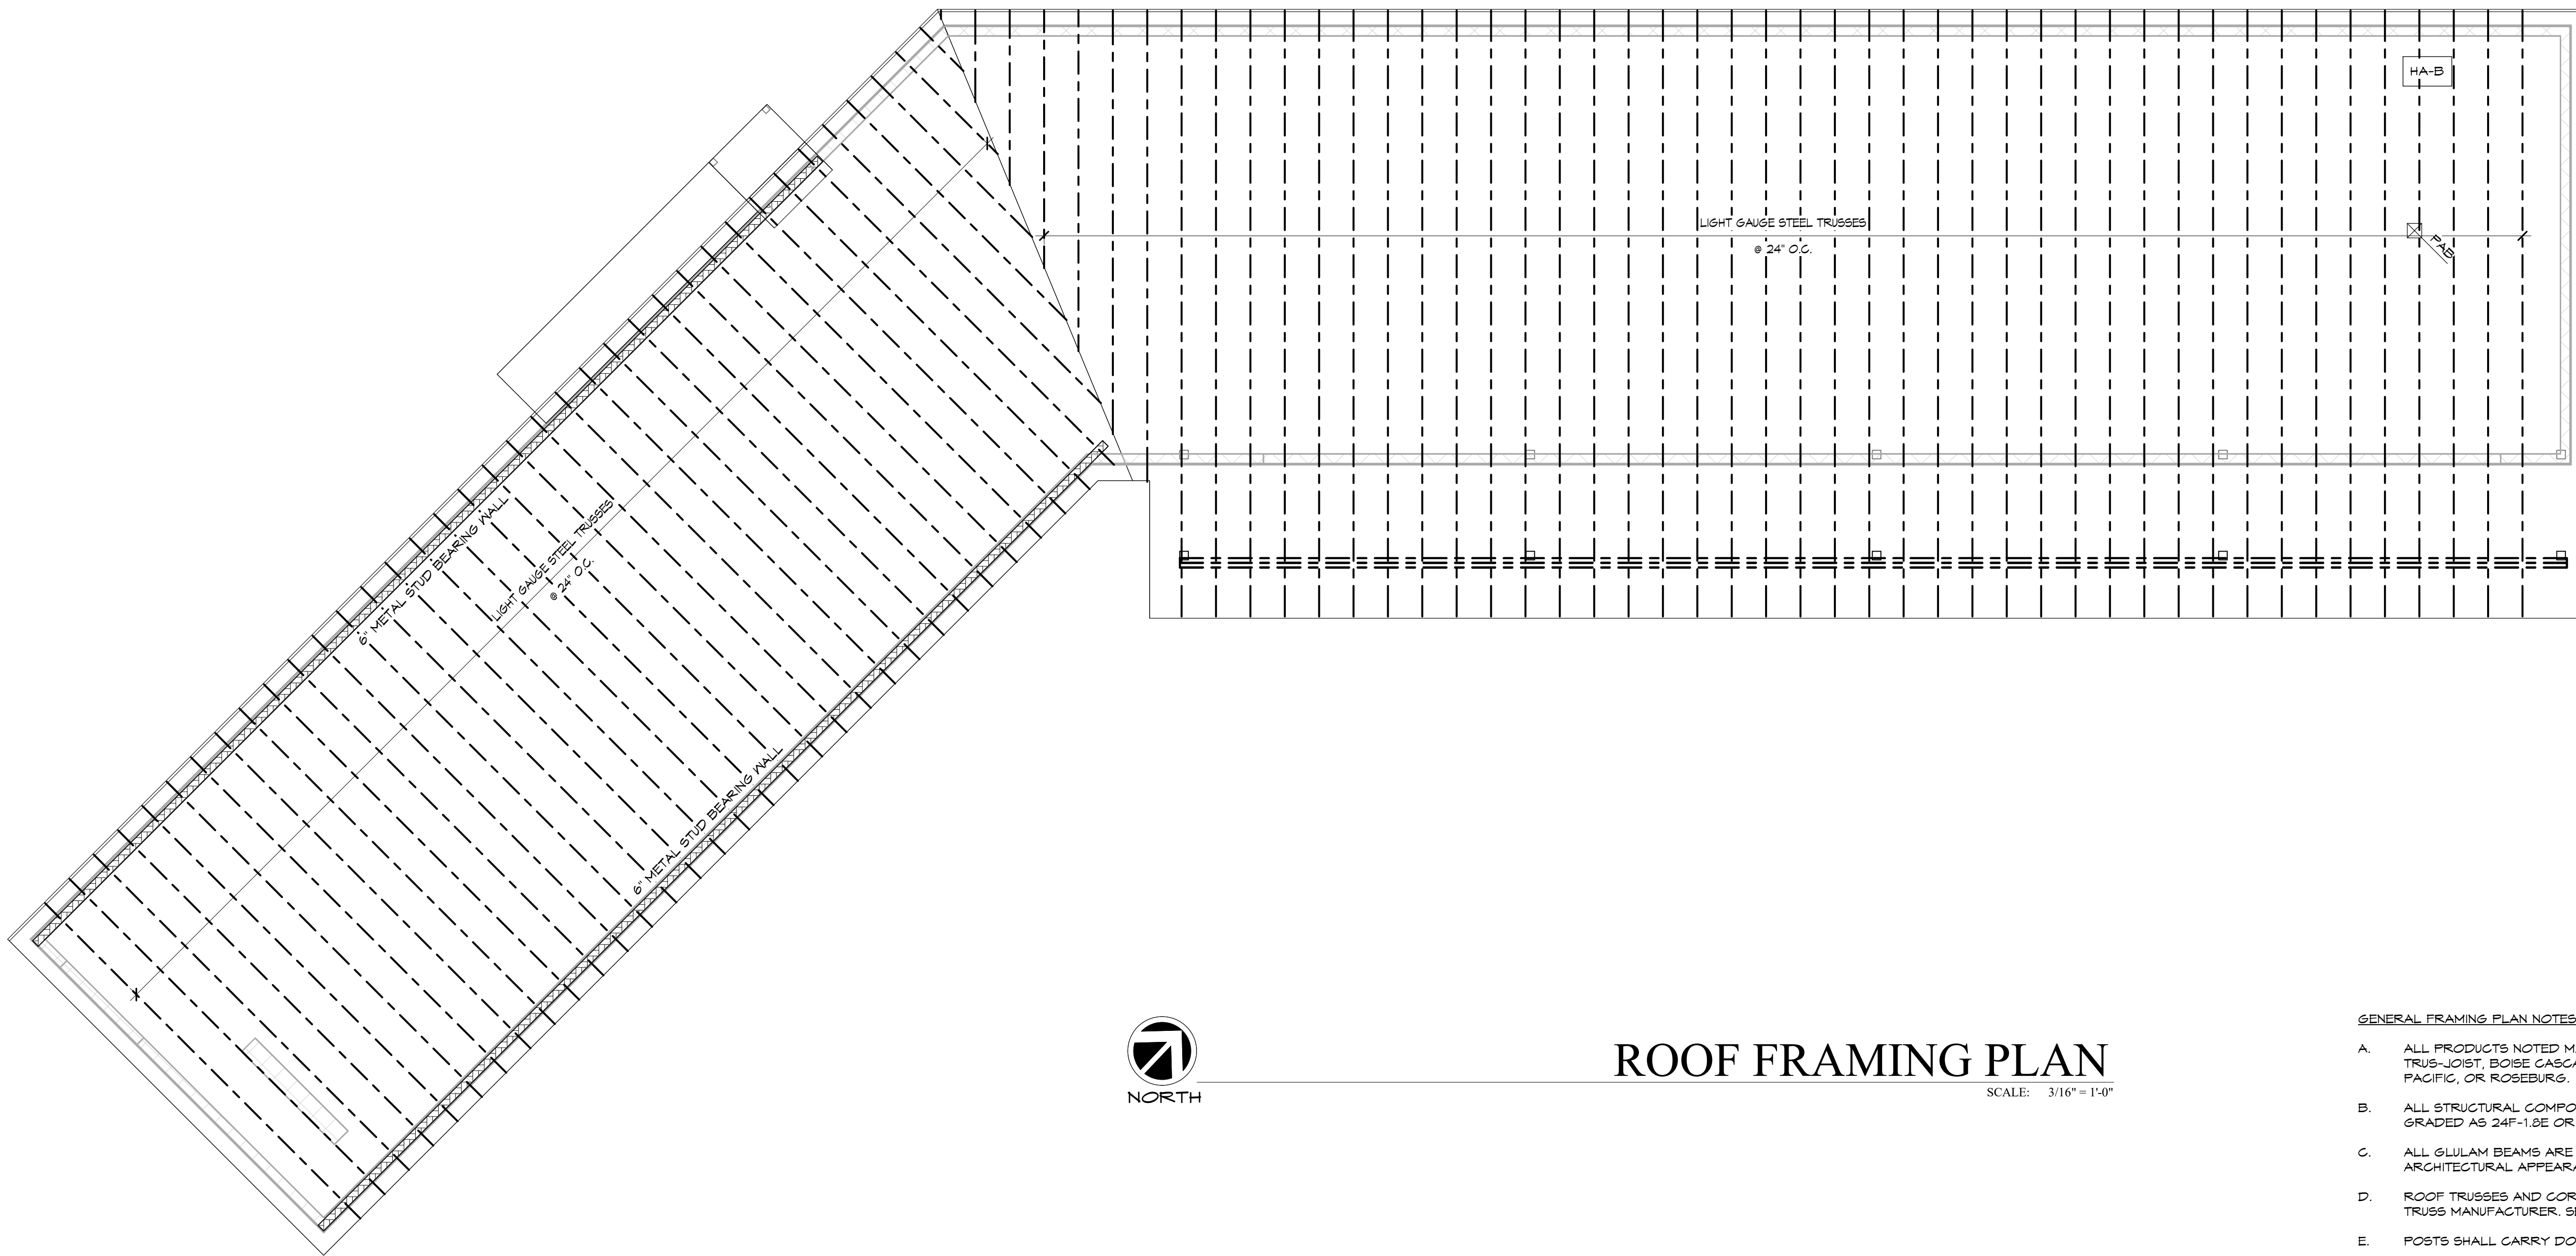 HA-B
LIGHT GAUGE STEEL TRUSSES
@ 24" O.C.
PAB
6" METAL STUD BEARING WALL
LIGHT GAUGE STEEL TRUSSES
@ 24" O.C.
6" METAL STUD BEARING WALL
NORTH
ROOF FRAMING PLAN
SCALE: 3/16" = 1'-0"
GENERAL FRAMING PLAN NOTES
A. ALL PRODUCTS NOTED
TRUS-JOIST, BOISE
PACIFIC, OR ROSEBURG.
B. ALL STRUCTURAL
GRADED AS 24F-1.8E OR
C. ALL GLULAM BEAMS ARE
ARCHITECTURAL
D. ROOF TRUSSES AND
TRUSS MANUFACTURER.
E. POSTS SHALL CARRY